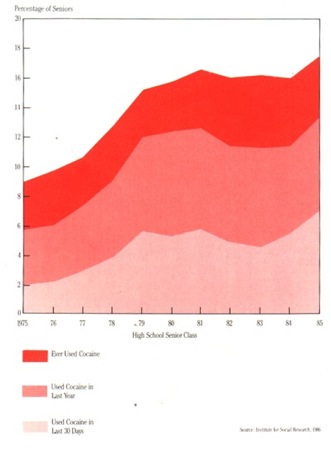 Percentage of Seniors
20
18
16
14
12
10
8
6
4
2
0
1975 76 77 78 79 80 81 82 83 84 85
High School Senior Class
Ever Used Cocaine
Used Cocaine in
Last Year
Used Cocaine in
Last 30 Days
Source: Institute for Social Research, 1986